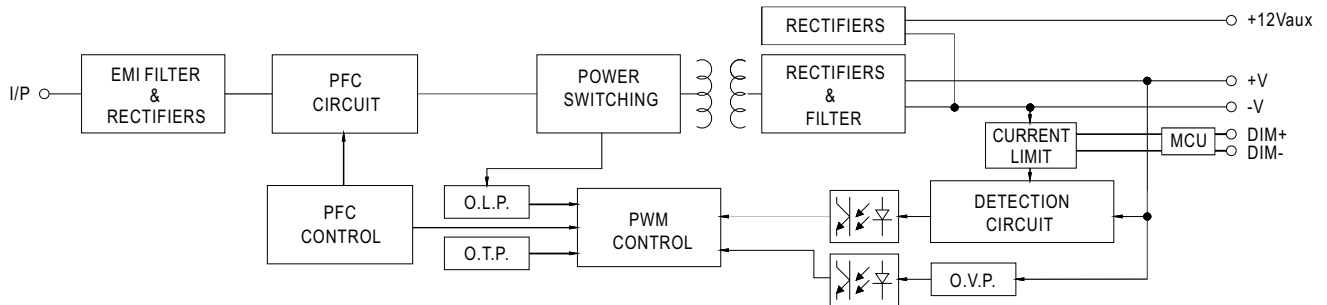 RECTIFIERS
+12Vaux
I/P
EMI FILTER
&
RECTIFIERS
PFC
CIRCUIT
POWER
SWITCHING
RECTIFIERS
&
FILTER
+V
-V
CURRENT
LIMIT
MCU
DIM+
DIM-
PFC
CONTROL
O.L.P.
O.T.P.
PWM
CONTROL
DETECTION
CIRCUIT
O.V.P.